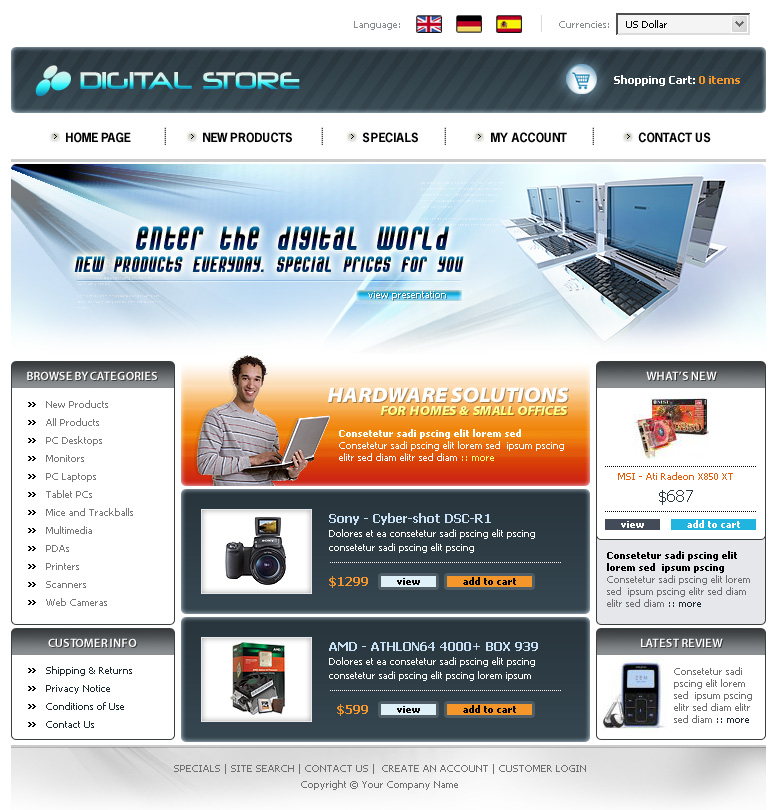 Language:
Currencies: US Dollar
DIGITAL STORE
Shopping Cart: 0 items
HOME PAGE
NEW PRODUCTS
SPECIALS
MY ACCOUNT
CONTACT US
enter the digital world
new products everyday. special prices for you
view presentation
BROWSE BY CATEGORIES
New Products
All Products
PC Desktops
Monitors
PC Laptops
Tablet PCs
Mice and Trackballs
Multimedia
PDAs
Printers
Scanners
Web Cameras
CUSTOMER INFO
Shipping & Returns
Privacy Notice
Conditions of Use
Contact Us
HARDWARE SOLUTIONS
FOR HOMES & SMALL OFFICES
Consetetur sadi pscing elit lorem sed
Consetetur sadi pscing elit lorem sed ipsum pscing
elitr sed diam elitr sed diam :: more
Sony - Cyber-shot DSC-R1
Dolores et ea consetetur sadi pscing elit pscing
consetetur sadi pscing elit pscing
$1299 view add to cart
AMD - ATHLON64 4000+ BOX 939
Dolores et ea consetetur sadi pscing elit pscing
consetetur sadi pscing elit pscing lorem ipsum
$599 view add to cart
WHAT'S NEW
MSI - Ati Radeon X850 XT
$687
view add to cart
Consetetur sadi pscing elit
lorem sed ipsum pscing
Consetetur sadi pscing elit lorem
sed ipsum pscing elitr sed diam
elitr sed diam :: more
LATEST REVIEW
Consetetur sadi
pscing elit lorem
sed ipsum pscing
elitr sed diam elitr
sed diam :: more
SPECIALS | SITE SEARCH | CONTACT US | CREATE AN ACCOUNT | CUSTOMER LOGIN
Copyright © Your Company Name